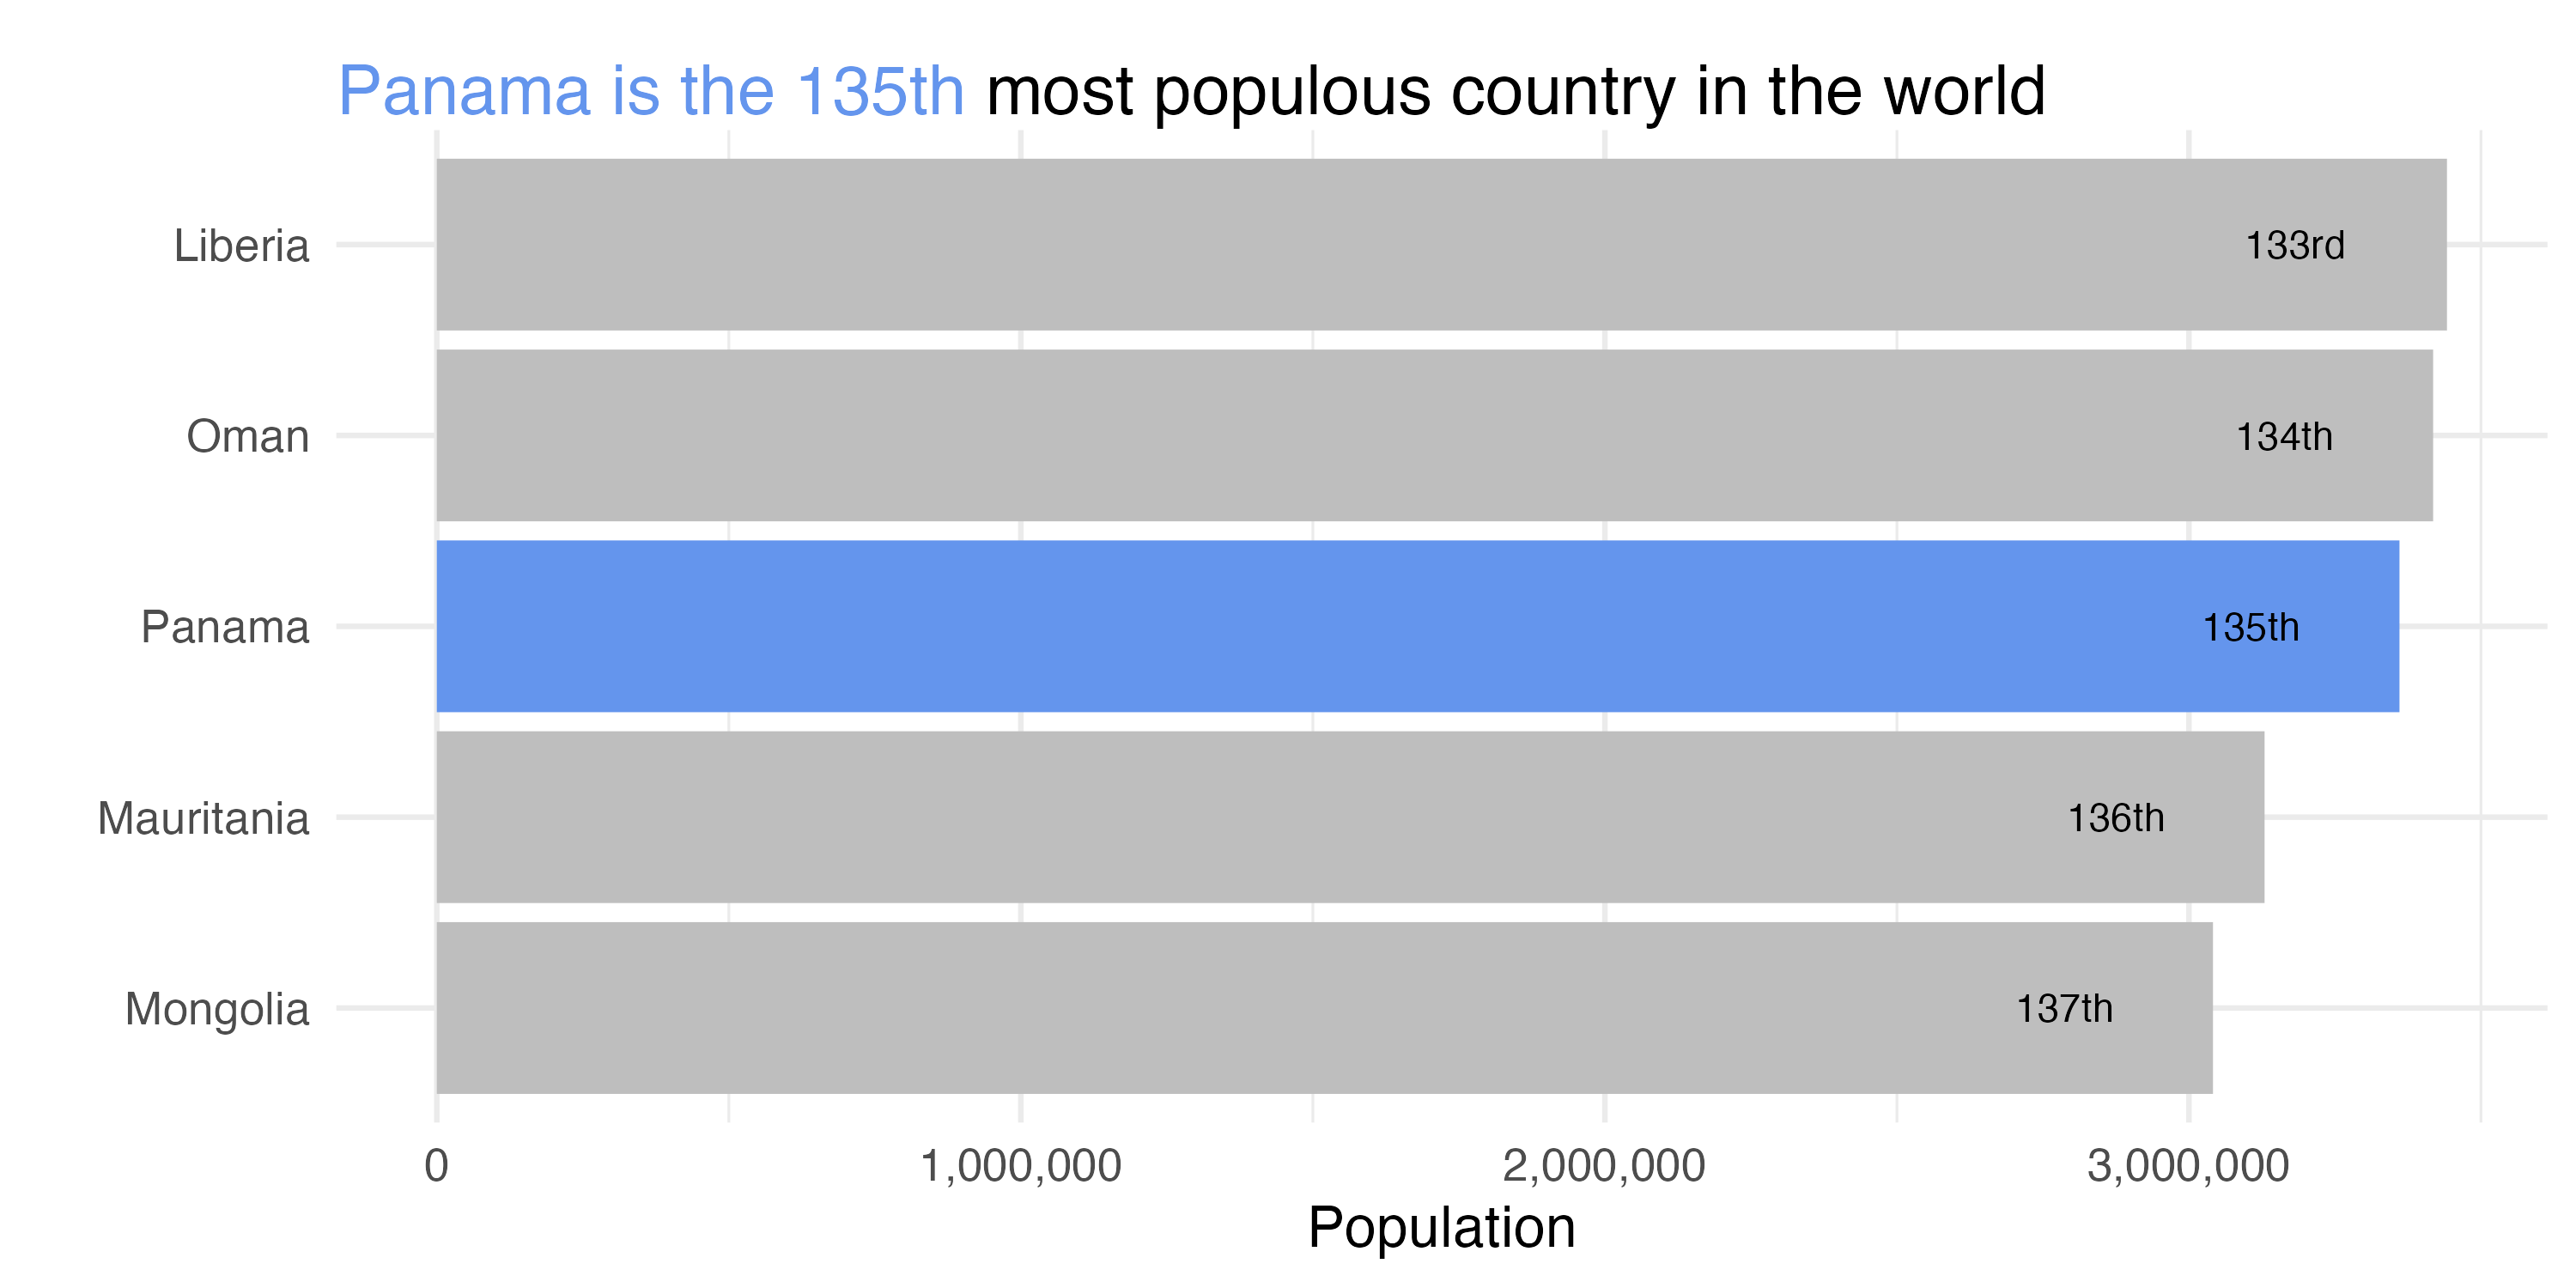 Panama is the 135th most populous country in the world
Liberia 133rd
Oman 134th
Panama 135th
Mauritania 136th
Mongolia 137th
0 1,000,000 2,000,000 3,000,000
Population